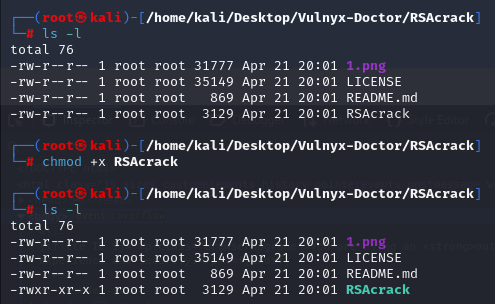 ┌──(root㉿kali)-[/home/kali/Desktop/Vulnyx-Doctor/RSAcrack]
└─# ls -l
total 76
-rw-r--r-- 1 root root 31777 Apr 21 20:01 1.png
-rw-r--r-- 1 root root 35149 Apr 21 20:01 LICENSE
-rw-r--r-- 1 root root   869 Apr 21 20:01 README.md
-rw-r--r-- 1 root root  3129 Apr 21 20:01 RSAcrack
┌──(root㉿kali)-[/home/kali/Desktop/Vulnyx-Doctor/RSAcrack]
└─# chmod +x RSAcrack
┌──(root㉿kali)-[/home/kali/Desktop/Vulnyx-Doctor/RSAcrack]
└─# ls -l
total 76
-rw-r--r-- 1 root root 31777 Apr 21 20:01 1.png
-rw-r--r-- 1 root root 35149 Apr 21 20:01 LICENSE
-rw-r--r-- 1 root root   869 Apr 21 20:01 README.md
-rwxr-xr-x 1 root root  3129 Apr 21 20:01 RSAcrack